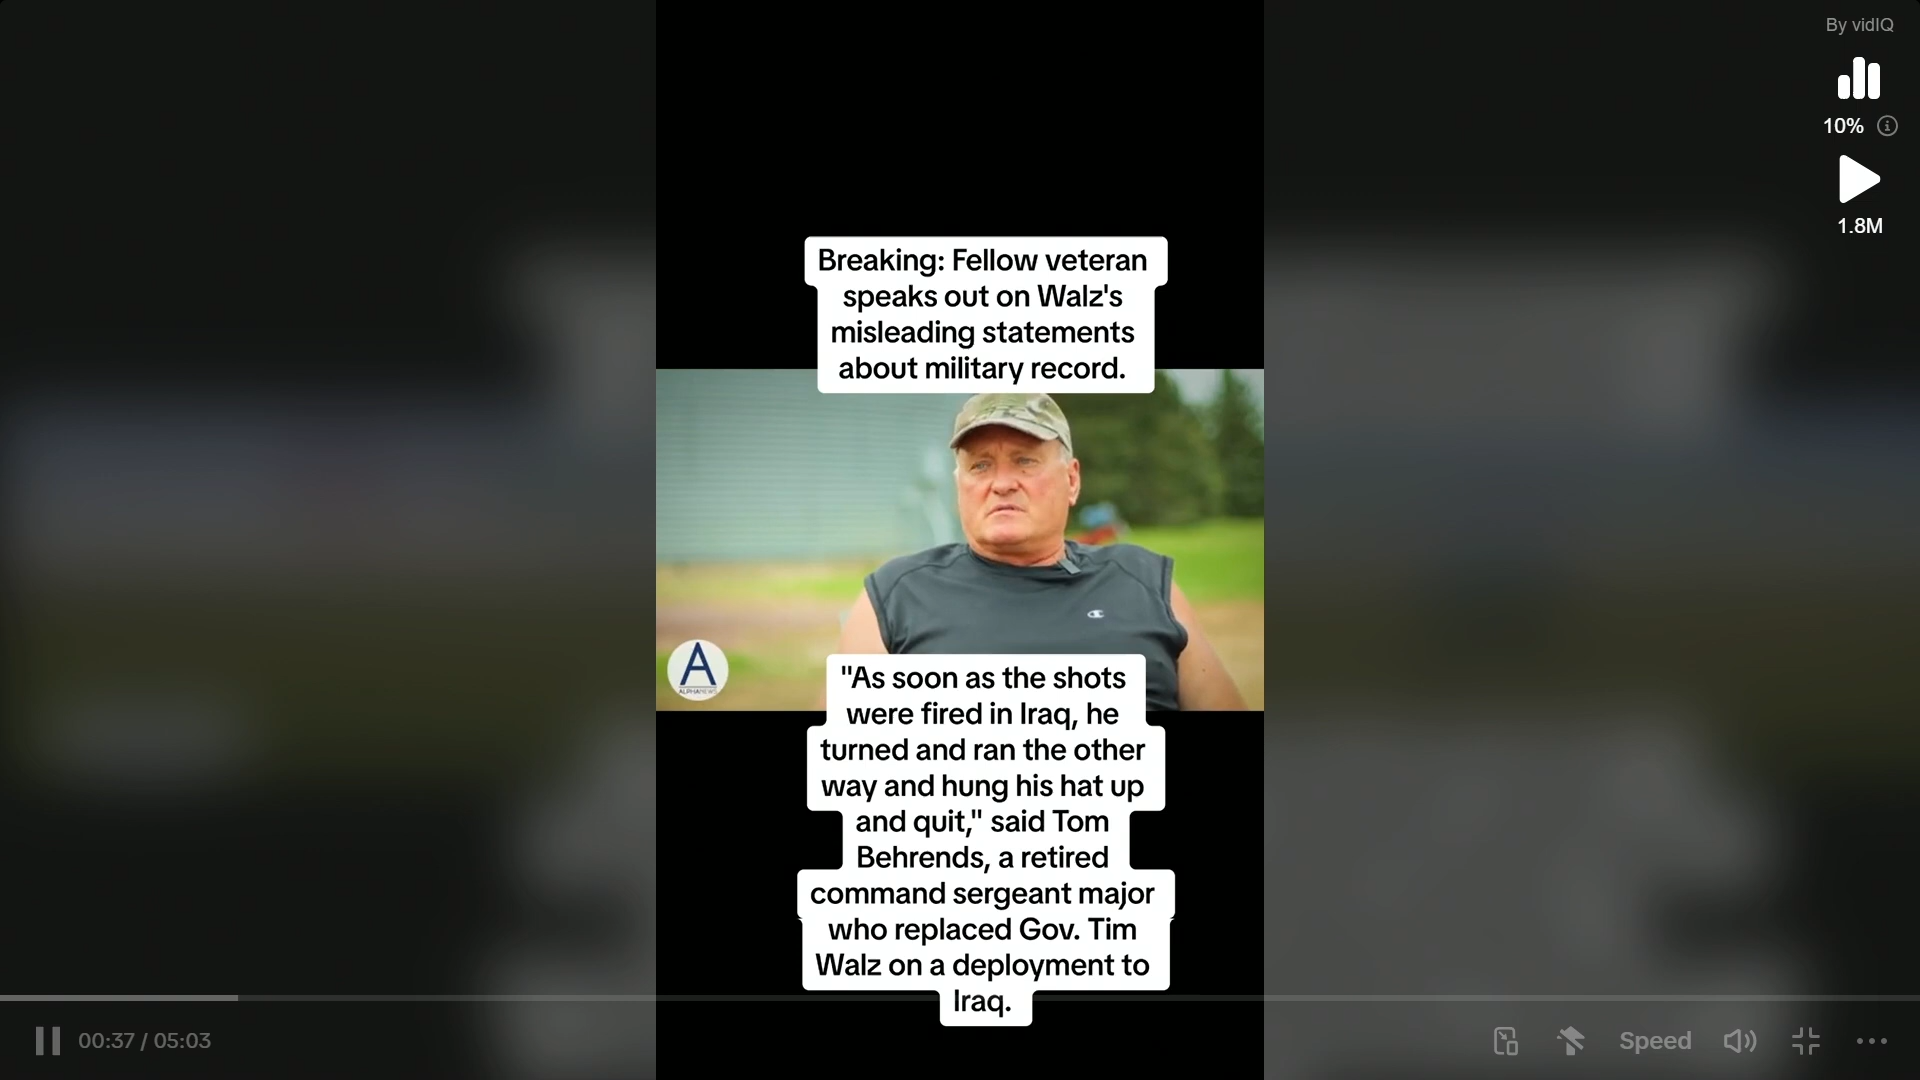 By vidIQ
10%
1.8M
Breaking: Fellow veteran
speaks out on Walz's
misleading statements
about military record.
ALPHANEWS
"As soon as the shots
were fired in Iraq, he
turned and ran the other
way and hung his hat up
and quit," said Tom
Behrends, a retired
command sergeant major
who replaced Gov. Tim
Walz on a deployment to
Iraq.
00:37 / 05:03
Speed